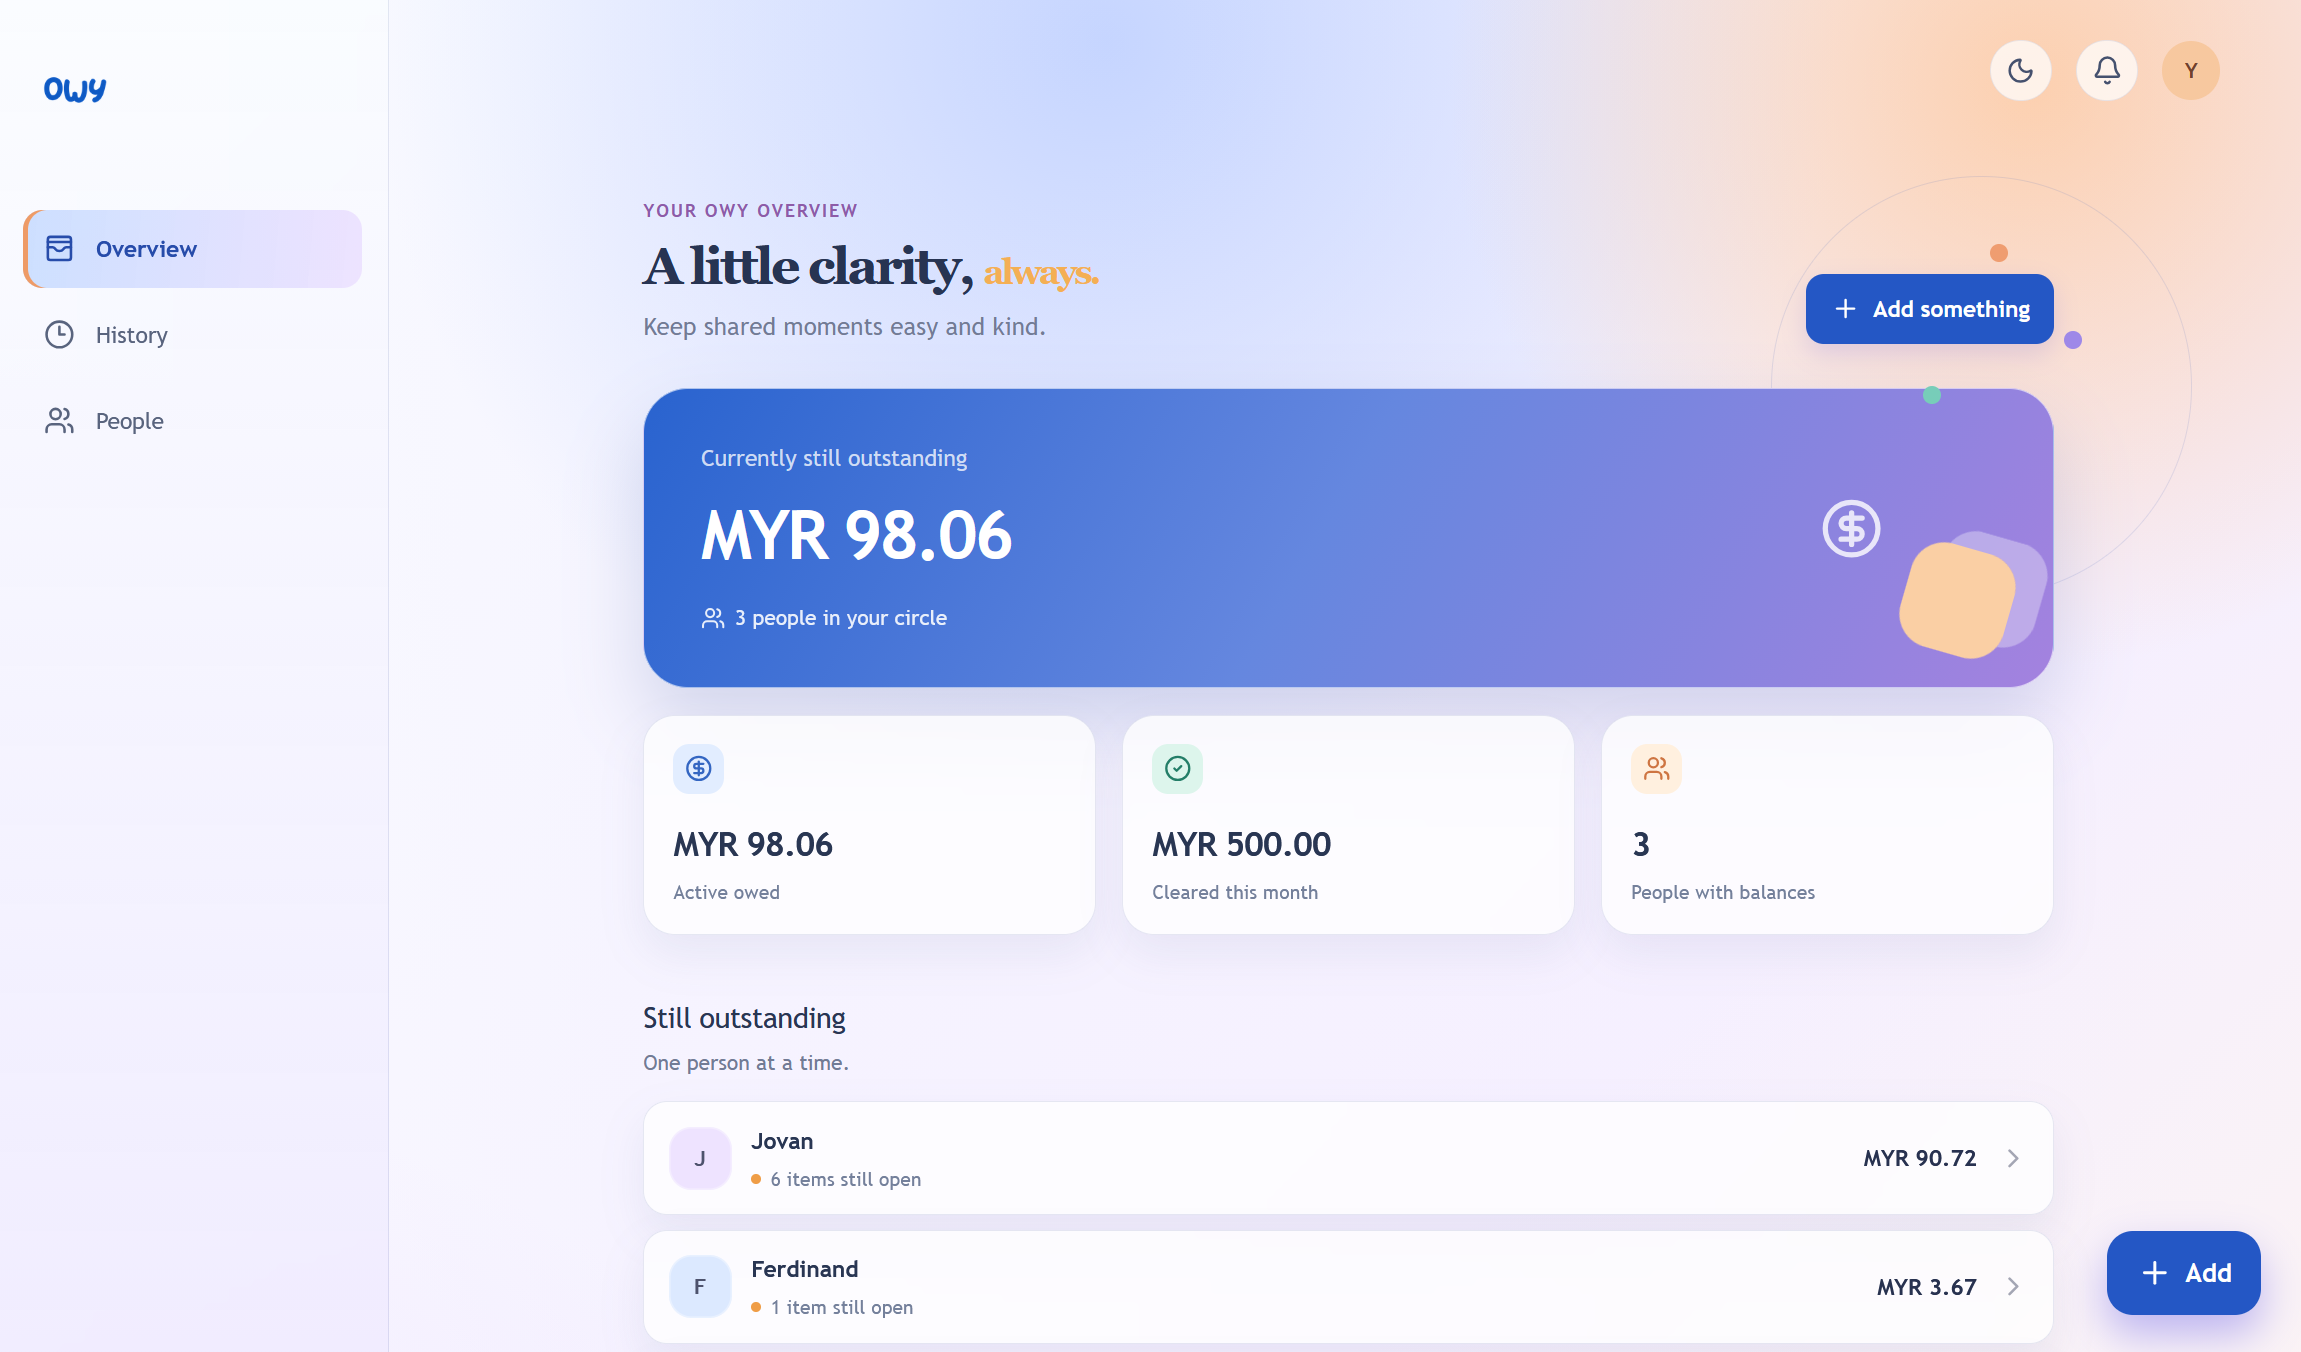 owy
Y
Overview
History
People
YOUR OWY OVERVIEW
A little clarity, always.
Keep shared moments easy and kind.
Add something
Currently still outstanding
MYR 98.06
3 people in your circle
MYR 98.06
Active owed
MYR 500.00
Cleared this month
3
People with balances
Still outstanding
One person at a time.
J
Jovan
6 items still open
MYR 90.72
F
Ferdinand
1 item still open
MYR 3.67
Add